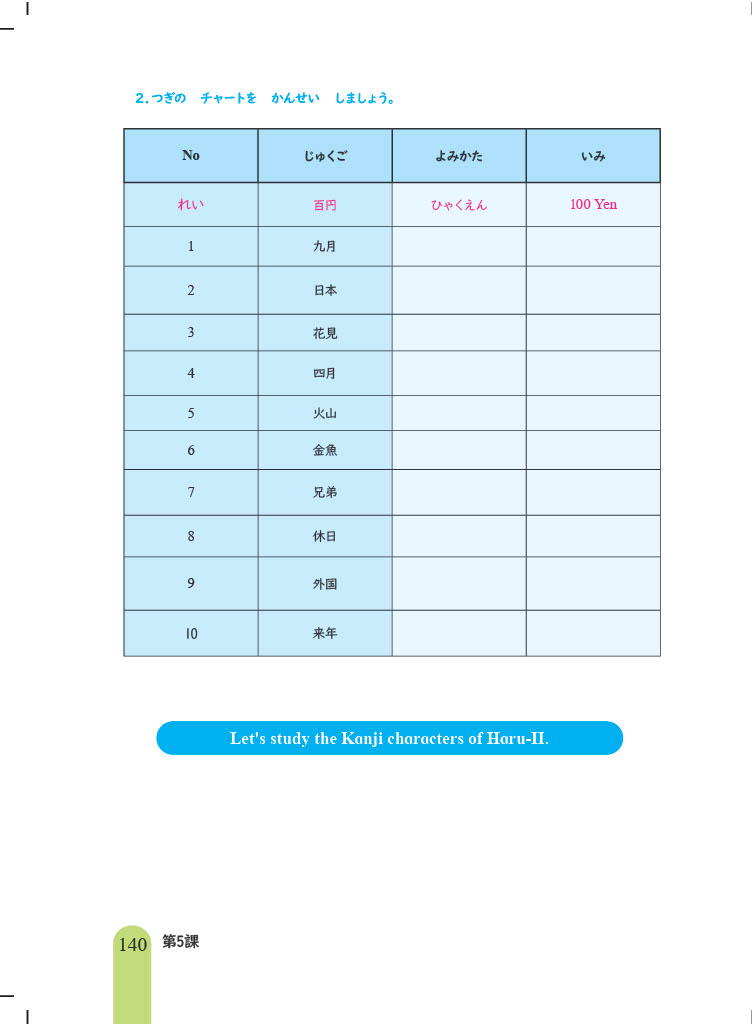 2. つぎの チャートを かんせい しましょう。
No じゅくご よみかた いみ
れい 百円 ひゃくえん 100 Yen
1 九月
2 日本
3 花見
4 四月
5 火山
6 金魚
7 兄弟
8 休日
9 外国
10 来年
Let's study the Kanji characters of Haru-II.
140 第5課